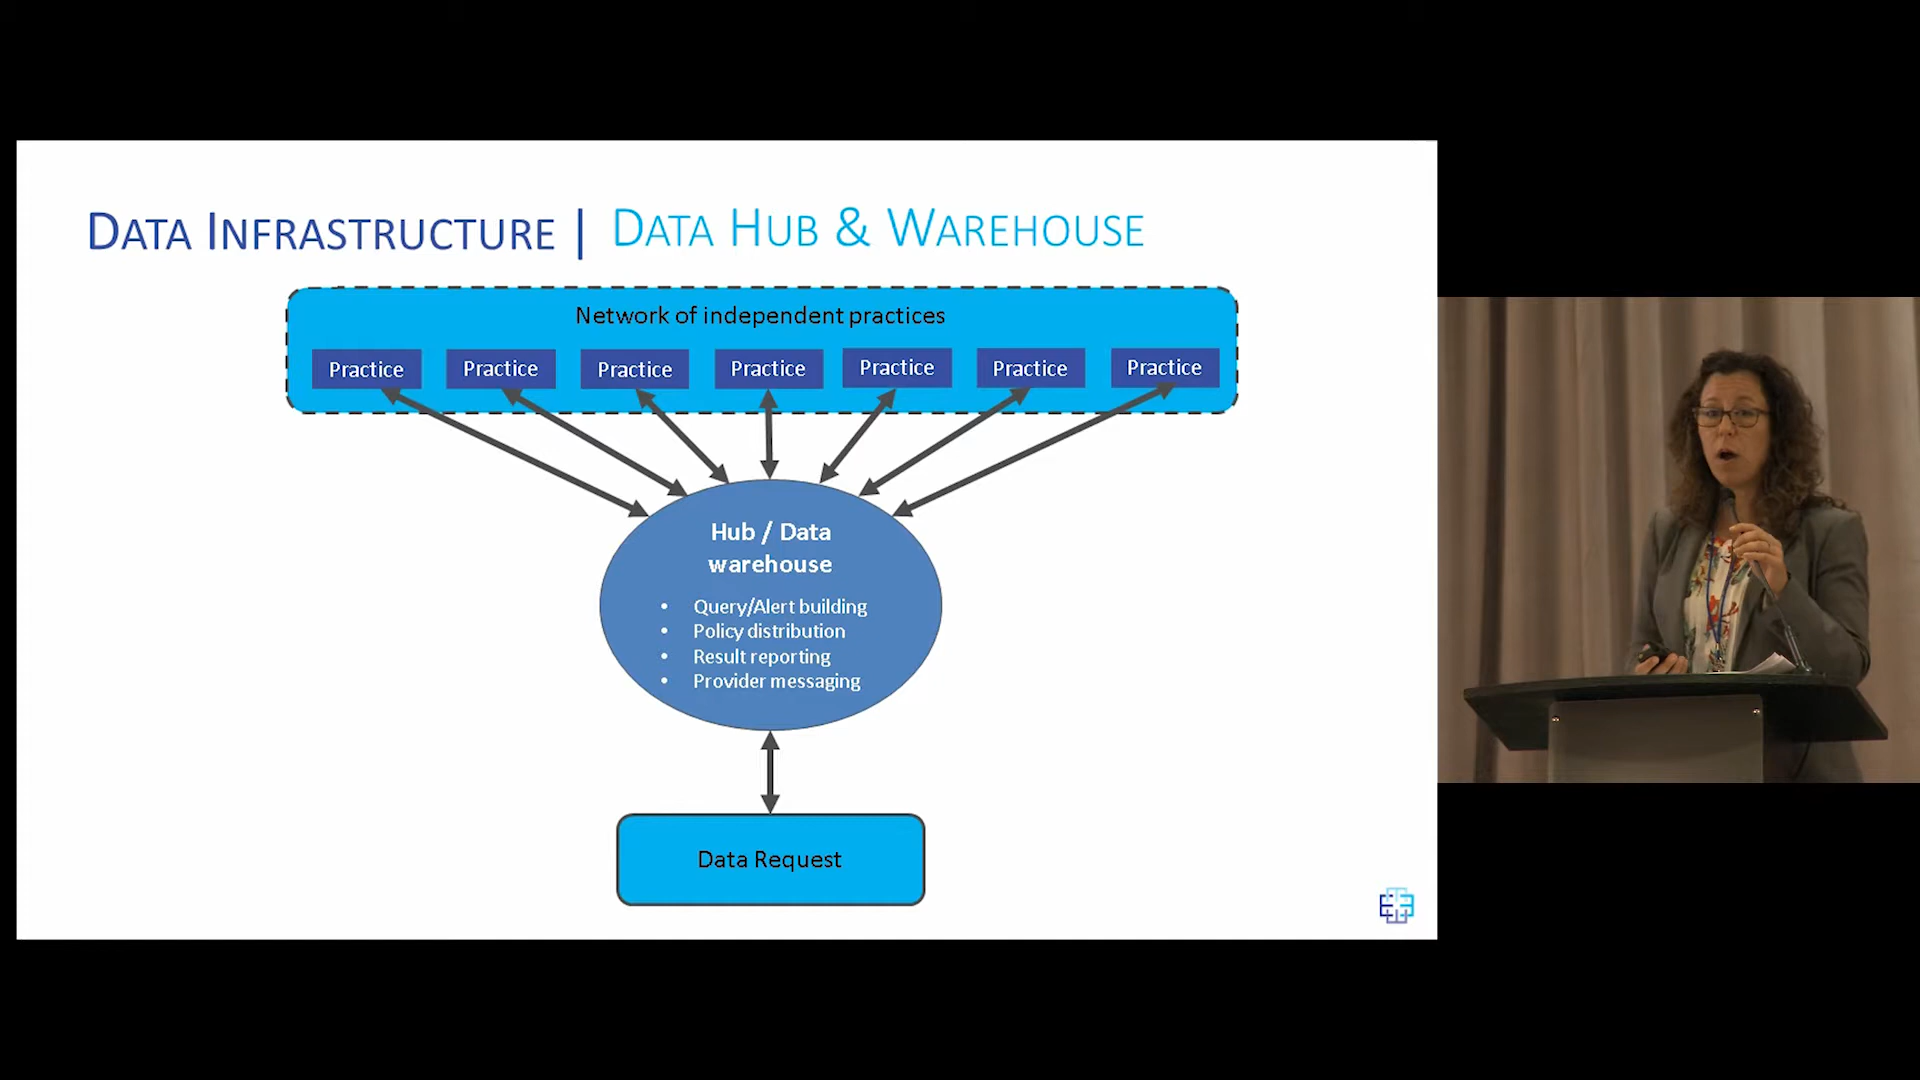 DATA INFRASTRUCTURE | DATA HUB & WAREHOUSE
Network of independent practices
Practice Practice Practice Practice Practice Practice Practice
Hub / Data
warehouse
• Query/Alert building
• Policy distribution
• Result reporting
• Provider messaging
Data Request